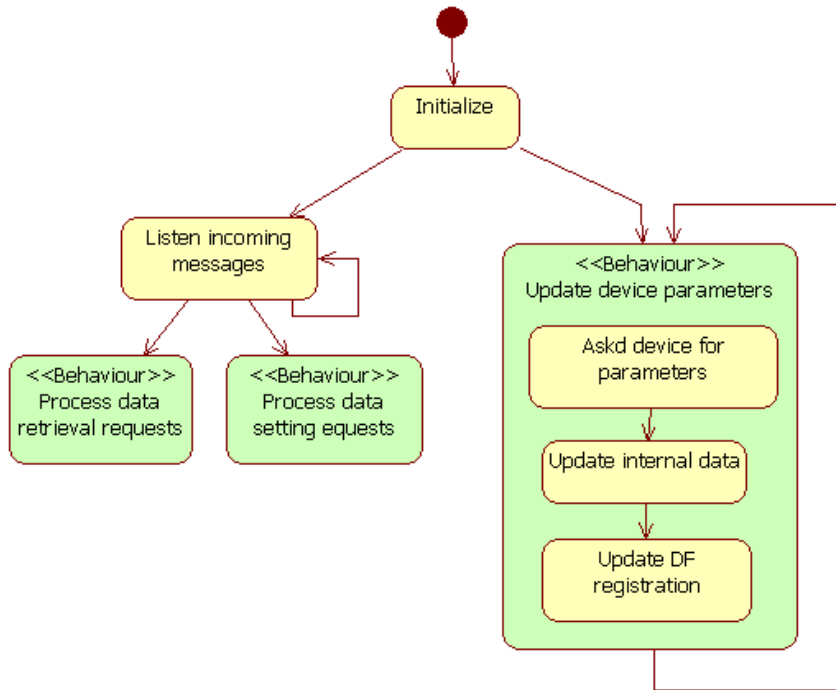 Initialize
Listen incoming
messages
<<Behaviour>>
Process data
retrieval requests
<<Behaviour>>
Process data
setting equests
<<Behaviour>>
Update device parameters
Askd device for
parameters
Update internal data
Update DF
registration